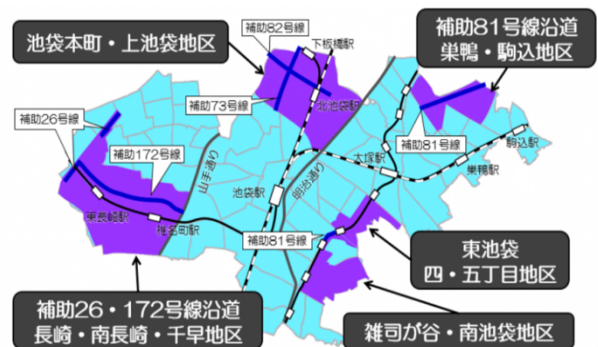 池袋本町・上池袋地区
補助82号線
下板橋駅
補助81号線沿道
巣鴨・駒込地区
補助73号線
北池袋駅
補助26号線
補助172号線
山手通り
補助81号線
駒込駅
大塚駅
巣鴨駅
池袋駅
明治通り
東長崎駅
椎名町駅
補助81号線
東池袋
四・五丁目地区
補助26・172号線沿道
長崎・南長崎・千早地区
雑司が谷・南池袋地区